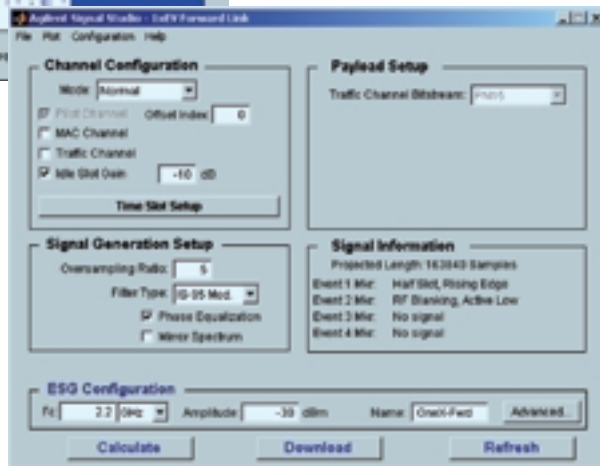 Agilent Signal Studio - 1xEV Forward Link
File Plot Configuration Help
Channel Configuration
Mode: Normal
Pilot Channel Offset Index: 0
MAC Channel
Traffic Channel
Idle Slot Gain -10 dB
Time Slot Setup
Payload Setup
Traffic Channel Bitstream:
Signal Generation Setup
Oversampling Ratio: 5
Filter Type: IS-95 Mod.
Phase Equalization
Mirror Spectrum
Signal Information
Projected Length: 163840 Samples
Event 1 Mkr: Half Slot, Rising Edge
Event 2 Mkr: RF Blanking, Active Low
Event 3 Mkr: No signal
Event 4 Mkr: No signal
ESG Configuration
Fc: 2.2 GHz Amplitude: dBm Name: OneX-Fwd Advanced...
Calculate Download Refresh